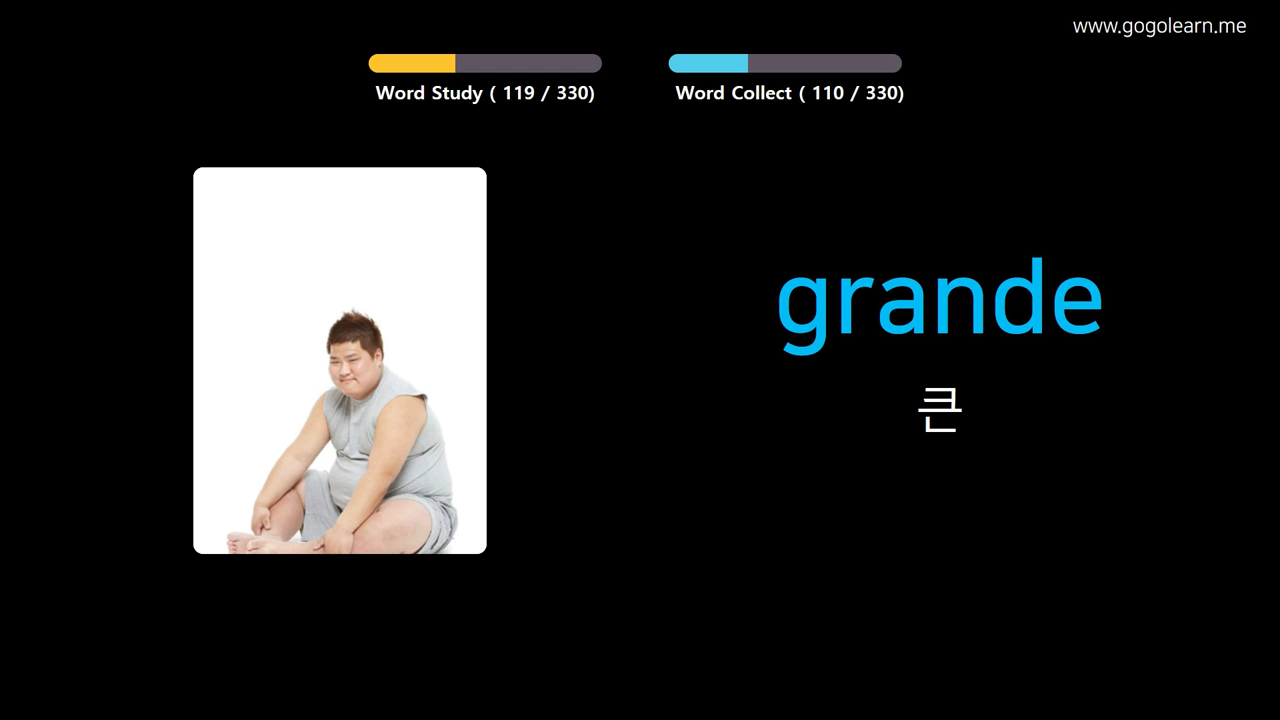 www.gogolearn.me
Word Study ( 119 / 330)
Word Collect ( 110 / 330)
grande
큰